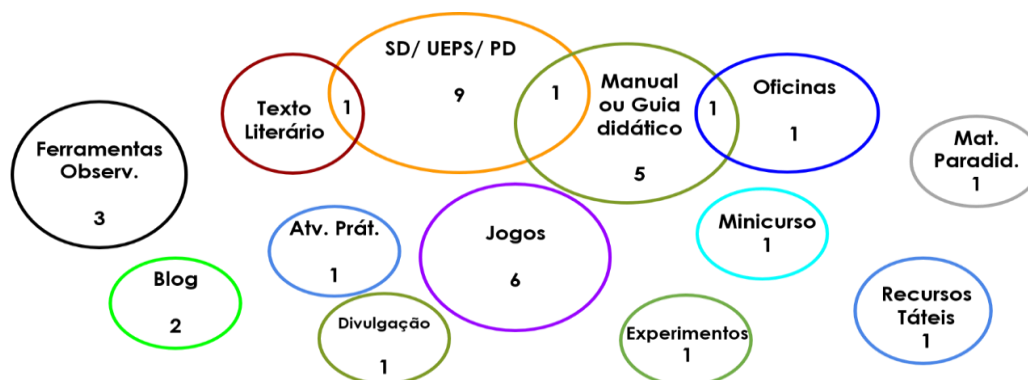 SD/ UEPS/ PD
9
1
Texto
Literário
1
Manual
ou Guia
didático
5
1
Oficinas
1
Ferramentas
Observ.
3
Mat.
Paradid.
1
Atv. Prát.
1
Jogos
6
Minicurso
1
Blog
2
Divulgação
1
Experimentos
1
Recursos
Táteis
1